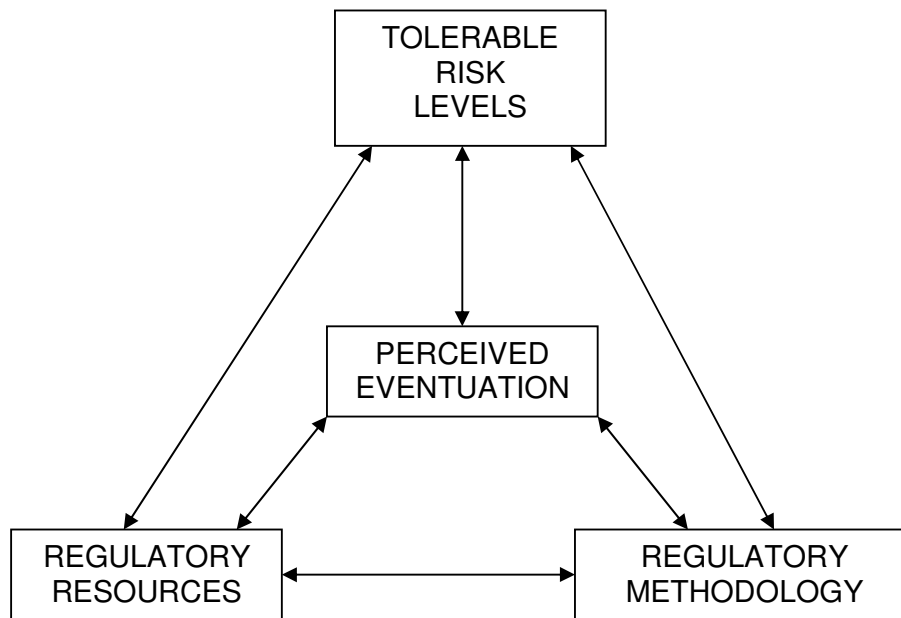 TOLERABLE
RISK
LEVELS
PERCEIVED
EVENTUATION
REGULATORY
RESOURCES
REGULATORY
METHODOLOGY